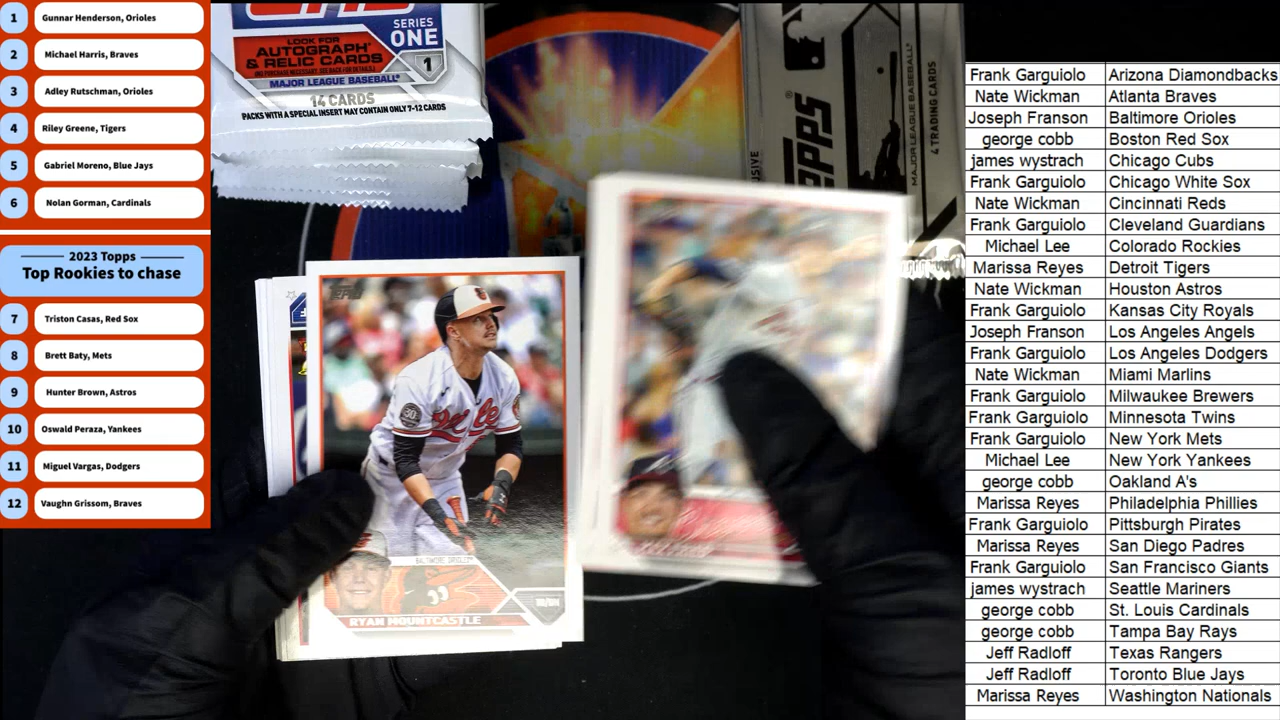 1 Gunnar Henderson, Orioles
2 Michael Harris, Braves
3 Adley Rutschman, Orioles
4 Riley Greene, Tigers
5 Gabriel Moreno, Blue Jays
6 Nolan Gorman, Cardinals
2023 Topps
Top Rookies to chase
7 Triston Casas, Red Sox
8 Brett Baty, Mets
9 Hunter Brown, Astros
10 Oswald Peraza, Yankees
11 Miguel Vargas, Dodgers
12 Vaughn Grissom, Braves
SERIES
ONE
1
LOOK FOR
AUTOGRAPH
& RELIC CARDS
MAJOR LEAGUE BASEBALL
14 CARDS
PACKS WITH A SPECIAL INSERT MAY CONTAIN ONLY 7-12 CARDS
MAJOR LEAGUE BASEBALL
4 TRADING CARDS
TOPPS
BALTIMORE ORIOLES
RYAN MOUNTCASTLE
Frank Garguiolo Arizona Diamondbacks
Nate Wickman Atlanta Braves
Joseph Franson Baltimore Orioles
george cobb Boston Red Sox
james wystrach Chicago Cubs
Frank Garguiolo Chicago White Sox
Nate Wickman Cincinnati Reds
Frank Garguiolo Cleveland Guardians
Michael Lee Colorado Rockies
Marissa Reyes Detroit Tigers
Nate Wickman Houston Astros
Frank Garguiolo Kansas City Royals
Joseph Franson Los Angeles Angels
Frank Garguiolo Los Angeles Dodgers
Nate Wickman Miami Marlins
Frank Garguiolo Milwaukee Brewers
Frank Garguiolo Minnesota Twins
Frank Garguiolo New York Mets
Michael Lee New York Yankees
george cobb Oakland A's
Marissa Reyes Philadelphia Phillies
Frank Garguiolo Pittsburgh Pirates
Marissa Reyes San Diego Padres
Frank Garguiolo San Francisco Giants
james wystrach Seattle Mariners
george cobb St. Louis Cardinals
george cobb Tampa Bay Rays
Jeff Radloff Texas Rangers
Jeff Radloff Toronto Blue Jays
Marissa Reyes Washington Nationals